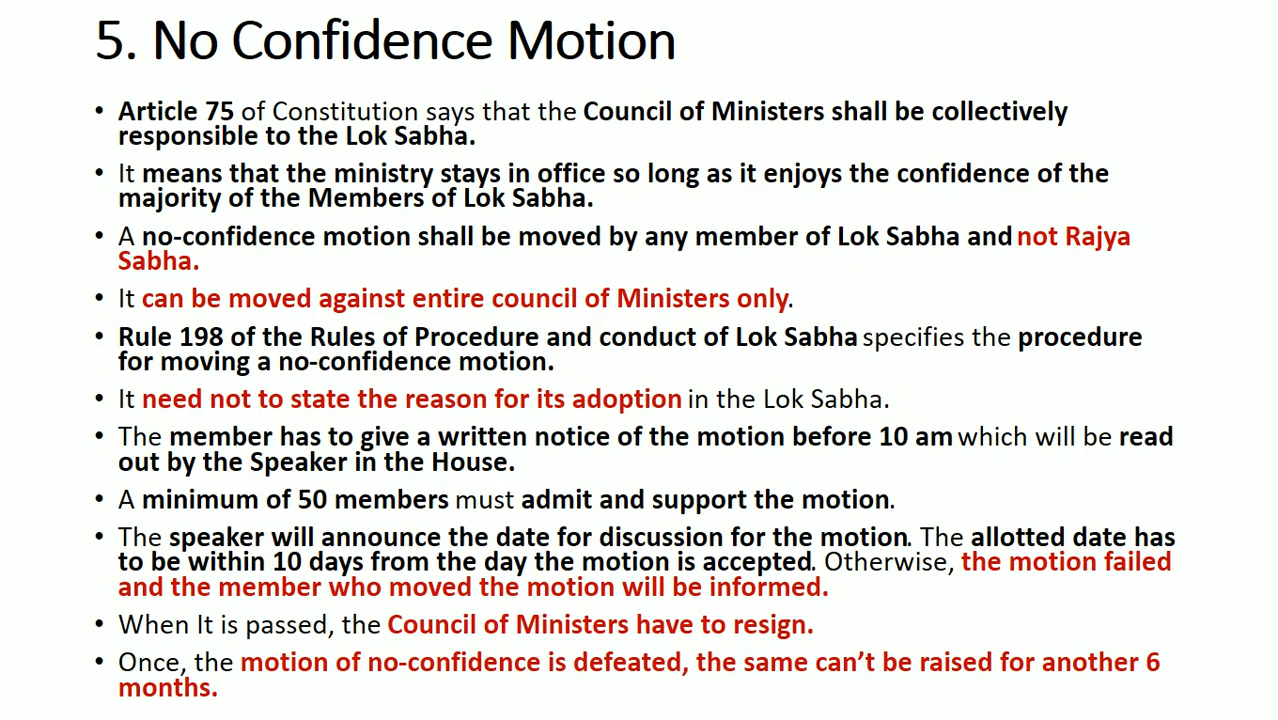 5. No Confidence Motion
• Article 75 of Constitution says that the Council of Ministers shall be collectively
responsible to the Lok Sabha.
• It means that the ministry stays in office so long as it enjoys the confidence of the
majority of the Members of Lok Sabha.
• A no-confidence motion shall be moved by any member of Lok Sabha and not Rajya
Sabha.
• It can be moved against entire council of Ministers only.
• Rule 198 of the Rules of Procedure and conduct of Lok Sabha specifies the procedure
for moving a no-confidence motion.
• It need not to state the reason for its adoption in the Lok Sabha.
• The member has to give a written notice of the motion before 10 am which will be read
out by the Speaker in the House.
• A minimum of 50 members must admit and support the motion.
• The speaker will announce the date for discussion for the motion. The allotted date has
to be within 10 days from the day the motion is accepted. Otherwise, the motion failed
and the member who moved the motion will be informed.
• When It is passed, the Council of Ministers have to resign.
• Once, the motion of no-confidence is defeated, the same can’t be raised for another 6
months.